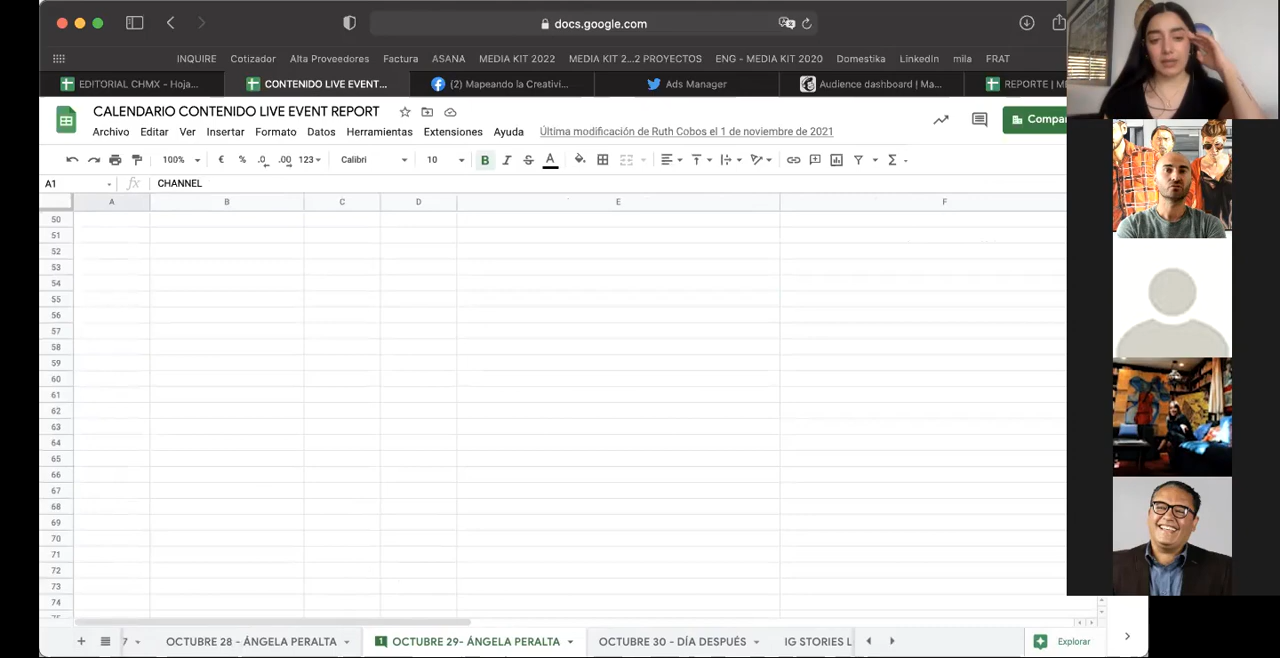 docs.google.com
INQUIRE Cotizador Alta Proveedores Factura ASANA MEDIA KIT 2022 MEDIA KIT 2...2 PROYECTOS ENG - MEDIA KIT 2020 Domestika LinkedIn mila FRAT
EDITORIAL CHMX - Hoja... CONTENIDO LIVE EVENT... (2) Mapeando la Creativi... Ads Manager Audience dashboard | Ma... REPORTE | M
CALENDARIO CONTENIDO LIVE EVENT REPORT
Archivo Editar Ver Insertar Formato Datos Herramientas Extensiones Ayuda Última modificación de Ruth Cobos el 1 de noviembre de 2021
Compar
100% € % .0 .00 123 Calibri 10 B I S A Σ
A1 fx CHANNEL
A B C D E F
50
51
52
53
54
55
56
57
58
59
60
61
62
63
64
65
66
67
68
69
70
71
72
73
74
7 OCTUBRE 28 - ÁNGELA PERALTA 1 OCTUBRE 29- ÁNGELA PERALTA OCTUBRE 30 - DÍA DESPUÉS IG STORIES L Explorar